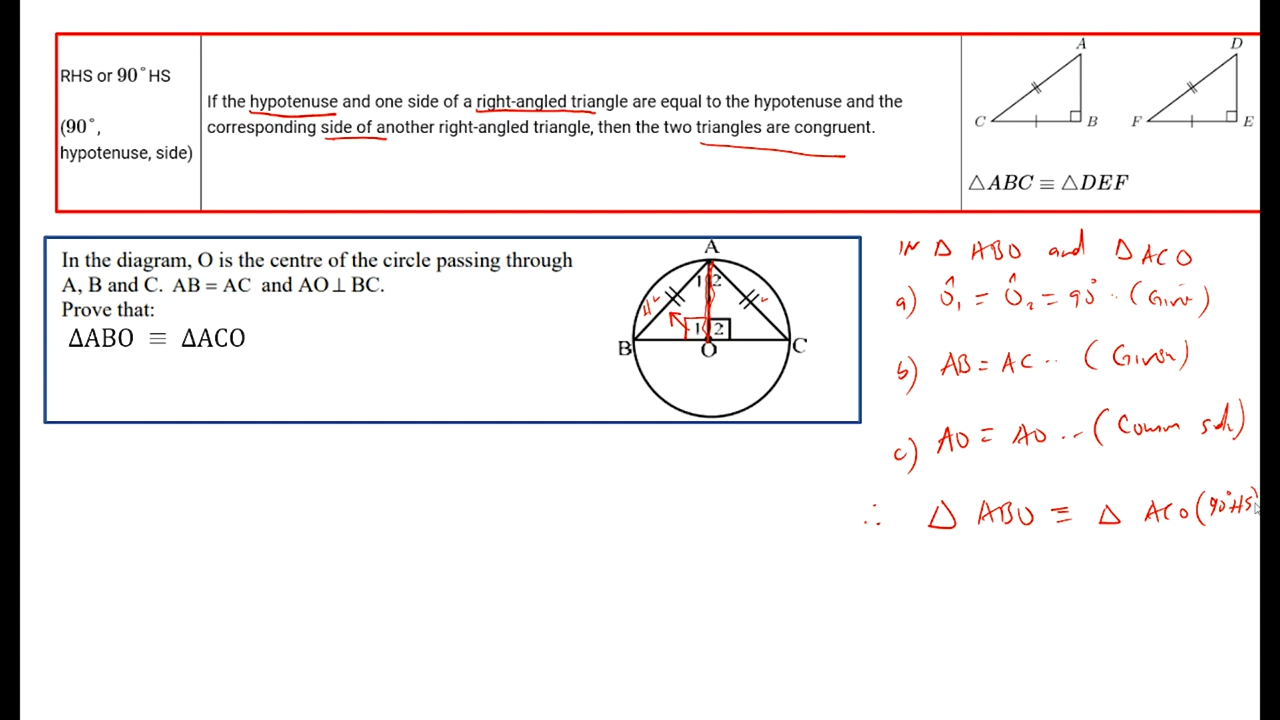 RHS or 90°HS
(90°,
hypotenuse, side)
If the hypotenuse and one side of a right-angled triangle are equal to the hypotenuse and the
corresponding side of another right-angled triangle, then the two triangles are congruent.
A
C
B
D
F
E
△ABC ≡ △DEF
In the diagram, O is the centre of the circle passing through
A, B and C. AB = AC and AO⊥BC.
Prove that:
ΔABO ≡ ΔACO
A
1 2
1 2
B
O
C
IN Δ ABO and Δ ACO
a) Ô₁ = Ô₂ = 90° .. (Given)
b) AB = AC .. (Given)
c) AO = AO .. (Comm
∴ Δ ABO ≡ Δ ACO (90°HS)